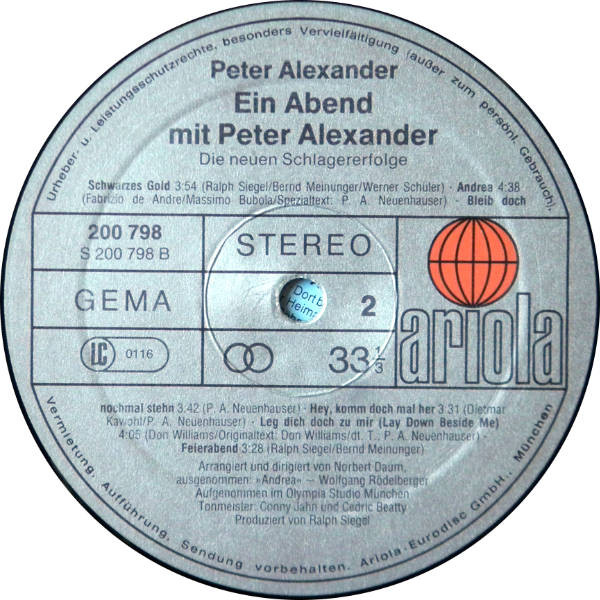 Urheber- u. Leistungsschutzrechte, besonders Vervielfältigung (außer zum persönl. Gebrauch),
Peter Alexander
Ein Abend
mit Peter Alexander
Die neuen Schlagererfolge
Schwarzes Gold 3:54 (Ralph Siegel/Bernd Meinunger/Werner Schüler) · Andrea 4:38
(Fabrizio de Andre/Massimo Bubola/Spezialtext: P. A. Neuenhauser) · Bleib doch
200 798
S 200 798 B
STEREO
GEMA
2
Dort
Heima
LC 0116
33 1/3
ariola
nochmal stehn 3:42 (P. A. Neuenhauser) · Hey, komm doch mal her 3:31 (Dietmar
Kawohl/P. A. Neuenhauser) · Leg dich doch zu mir (Lay Down Beside Me)
4:05 (Don Williams/Originaltext: Don Williams/dt. T.: P. A. Neuenhauser) ·
Feierabend 3:28 (Ralph Siegel/Bernd Meinunger)
Arrangiert und dirigiert von Norbert Daum,
ausgenommen: »Andrea« – Wolfgang Rödelberger
Aufgenommen im Olympia Studio München
Tonmeister: Conny Jahn und Cedric Beatty
Produziert von Ralph Siegel
Vermietung, Aufführung, Sendung vorbehalten. Ariola-Eurodisc GmbH., München